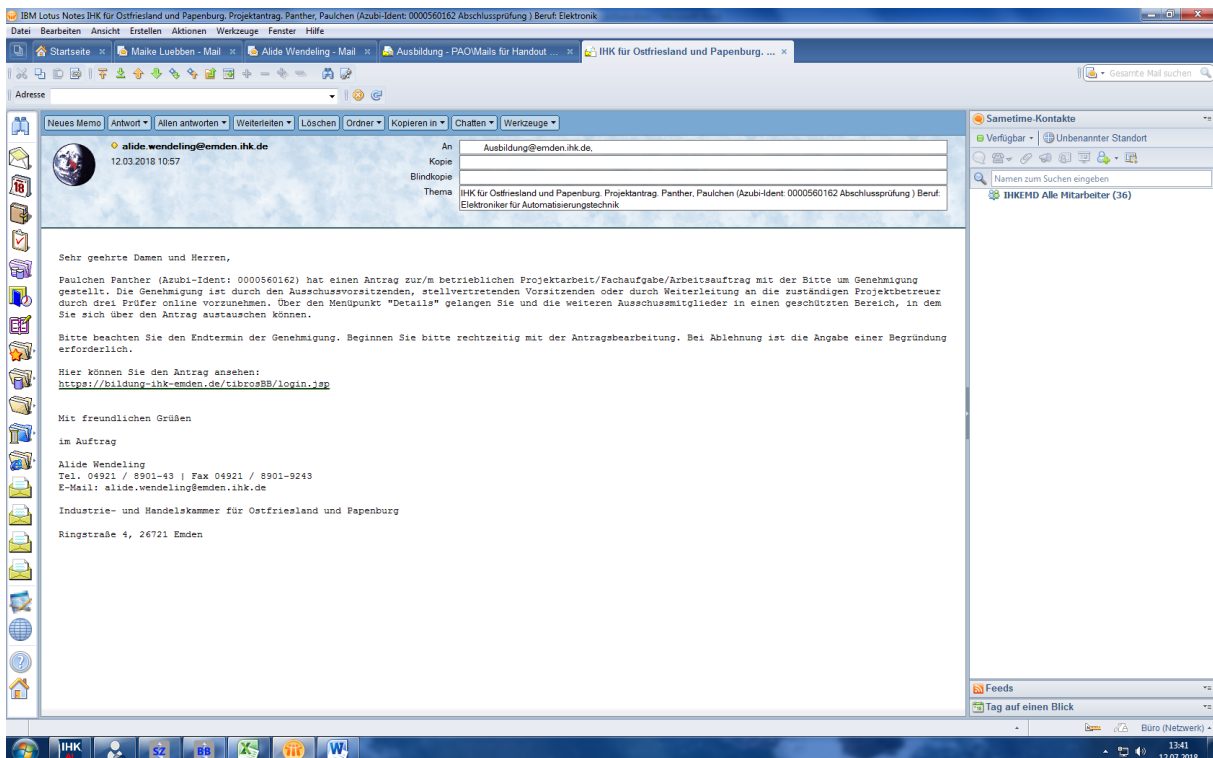 IBM Lotus Notes IHK für Ostfriesland und Papenburg. Projektantrag. Panther, Paulchen (Azubi-Ident: 0000560162 Abschlussprüfung ) Beruf: Elektronik
Datei Bearbeiten Ansicht Erstellen Aktionen Werkzeuge Fenster Hilfe
Startseite Maike Luebben - Mail Alide Wendeling - Mail Ausbildung - PAO\Mails für Handout ... IHK für Ostfriesland und Papenburg. ...
Gesamte Mail suchen
Adresse
Neues Memo Antwort Allen antworten Weiterleiten Löschen Ordner Kopieren in Chatten Werkzeuge
alide.wendeling@emden.ihk.de
12.03.2018 10:57
An Ausbildung@emden.ihk.de,
Kopie
Blindkopie
Thema IHK für Ostfriesland und Papenburg. Projektantrag. Panther, Paulchen (Azubi-Ident: 0000560162 Abschlussprüfung ) Beruf:
Elektroniker für Automatisierungstechnik
Sehr geehrte Damen und Herren,
Paulchen Panther (Azubi-Ident: 0000560162) hat einen Antrag zur/m betrieblichen Projektarbeit/Fachaufgabe/Arbeitsauftrag mit der Bitte um Genehmigung
gestellt. Die Genehmigung ist durch den Ausschussvorsitzenden, stellvertretenden Vorsitzenden oder durch Weiterleitung an die zuständigen Projektbetreuer
durch drei Prüfer online vorzunehmen. Über den Menüpunkt "Details" gelangen Sie und die weiteren Ausschussmitglieder in einen geschützten Bereich, in dem
Sie sich über den Antrag austauschen können.
Bitte beachten Sie den Endtermin der Genehmigung. Beginnen Sie bitte rechtzeitig mit der Antragsbearbeitung. Bei Ablehnung ist die Angabe einer Begründung
erforderlich.
Hier können Sie den Antrag ansehen:
https://bildung-ihk-emden.de/tibrosBB/login.jsp
Mit freundlichen Grüßen
im Auftrag
Alide Wendeling
Tel. 04921 / 8901-43 | Fax 04921 / 8901-9243
E-Mail: alide.wendeling@emden.ihk.de
Industrie- und Handelskammer für Ostfriesland und Papenburg
Ringstraße 4, 26721 Emden
Sametime-Kontakte
Verfügbar Unbenannter Standort
Namen zum Suchen eingeben
IHKEMD Alle Mitarbeiter (36)
Feeds
Tag auf einen Blick
Büro (Netzwerk)
18
IHK
SZ
BB
13:41
12.07.2018